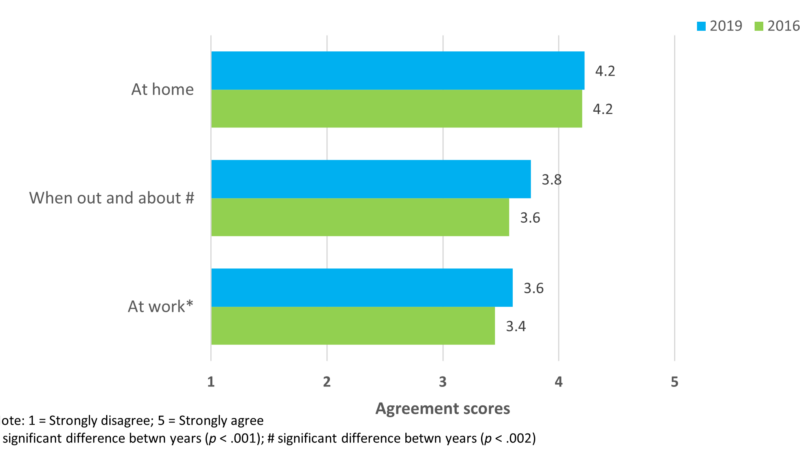 2019 2016
At home
4.2
4.2
When out and about #
3.8
3.6
At work*
3.6
3.4
1 2 3 4 5
Agreement scores
ote: 1 = Strongly disagree; 5 = Strongly agree
significant difference betwn years (p < .001); # significant difference betwn years (p < .002)